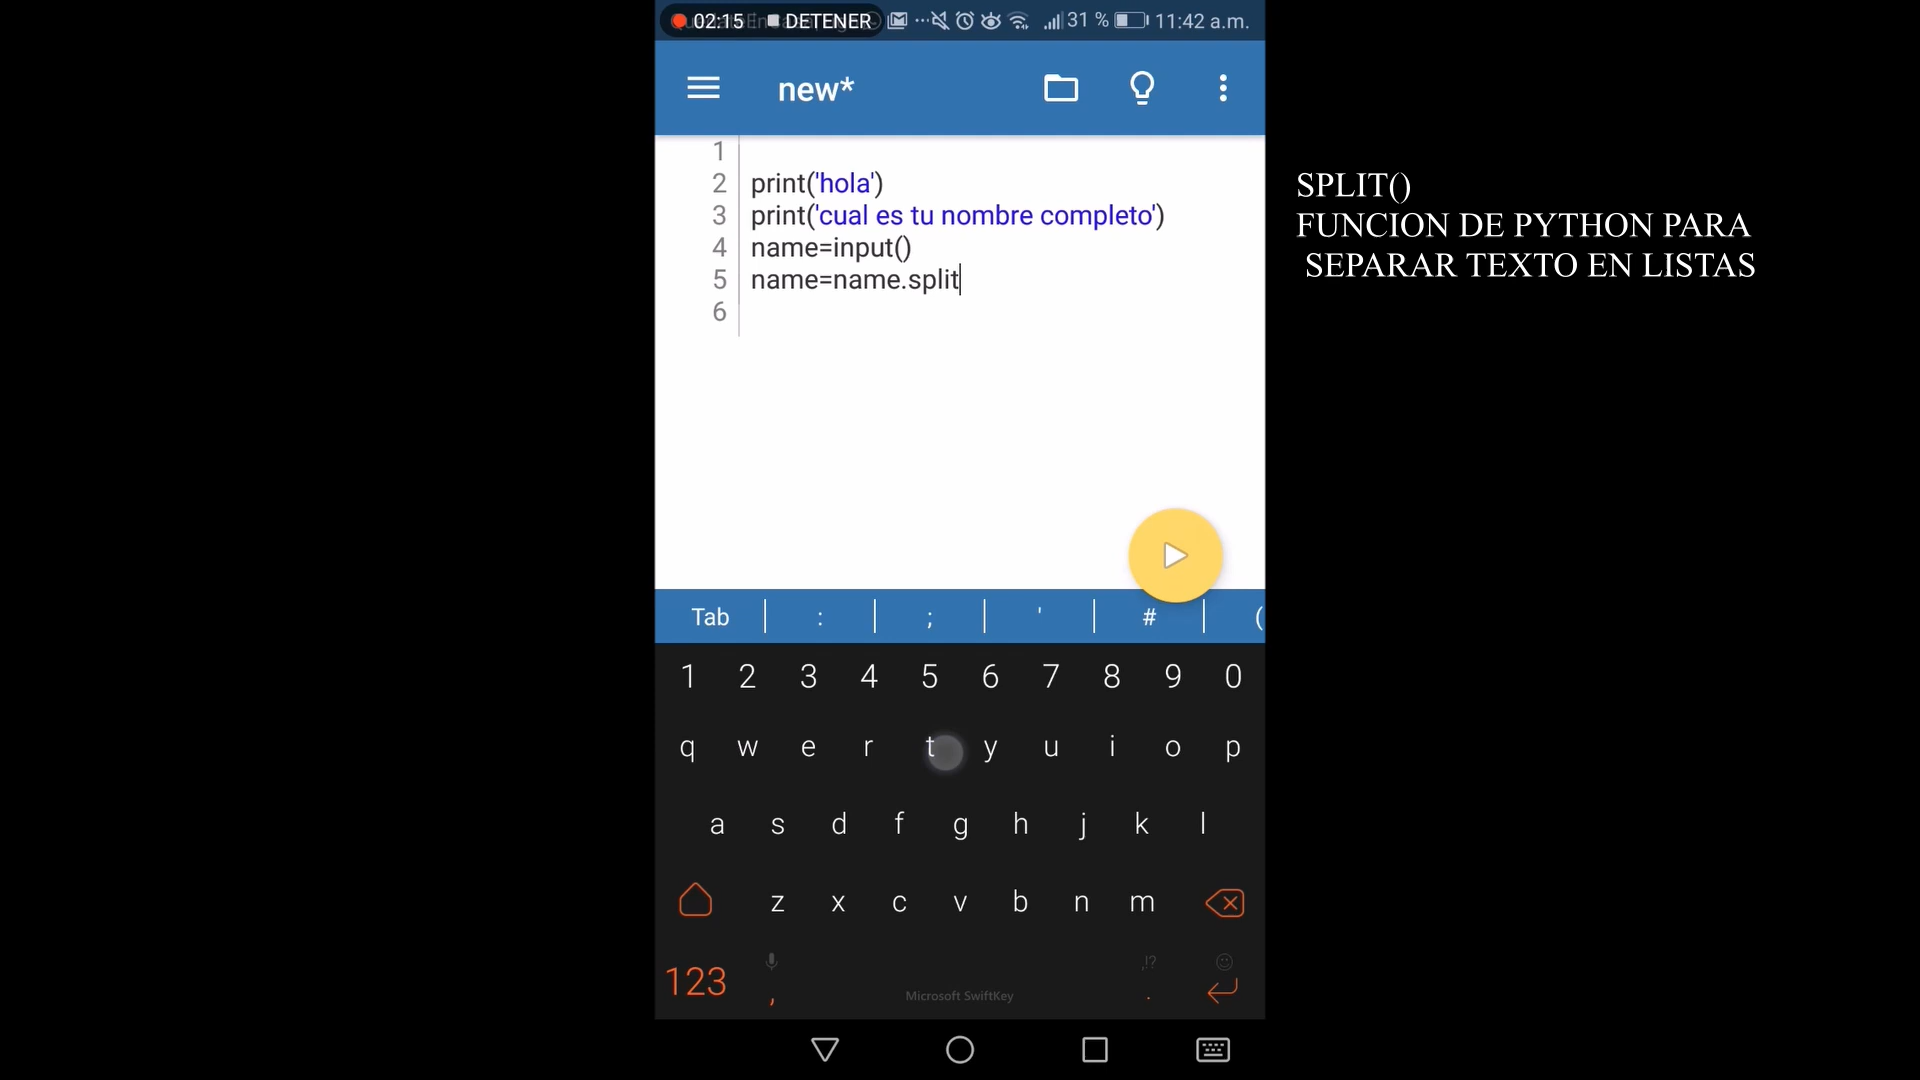 02:15 DETENER 31 % 11:42 a.m.
new*
1
2 print('hola')
3 print('cual es tu nombre completo')
4 name=input()
5 name=name.split
6
SPLIT()
FUNCION DE PYTHON PARA
SEPARAR TEXTO EN LISTAS
Tab : ; ' # (
1 2 3 4 5 6 7 8 9 0
q w e r t y u i o p
a s d f g h j k l
z x c v b n m
,!?
123 , Microsoft SwiftKey .